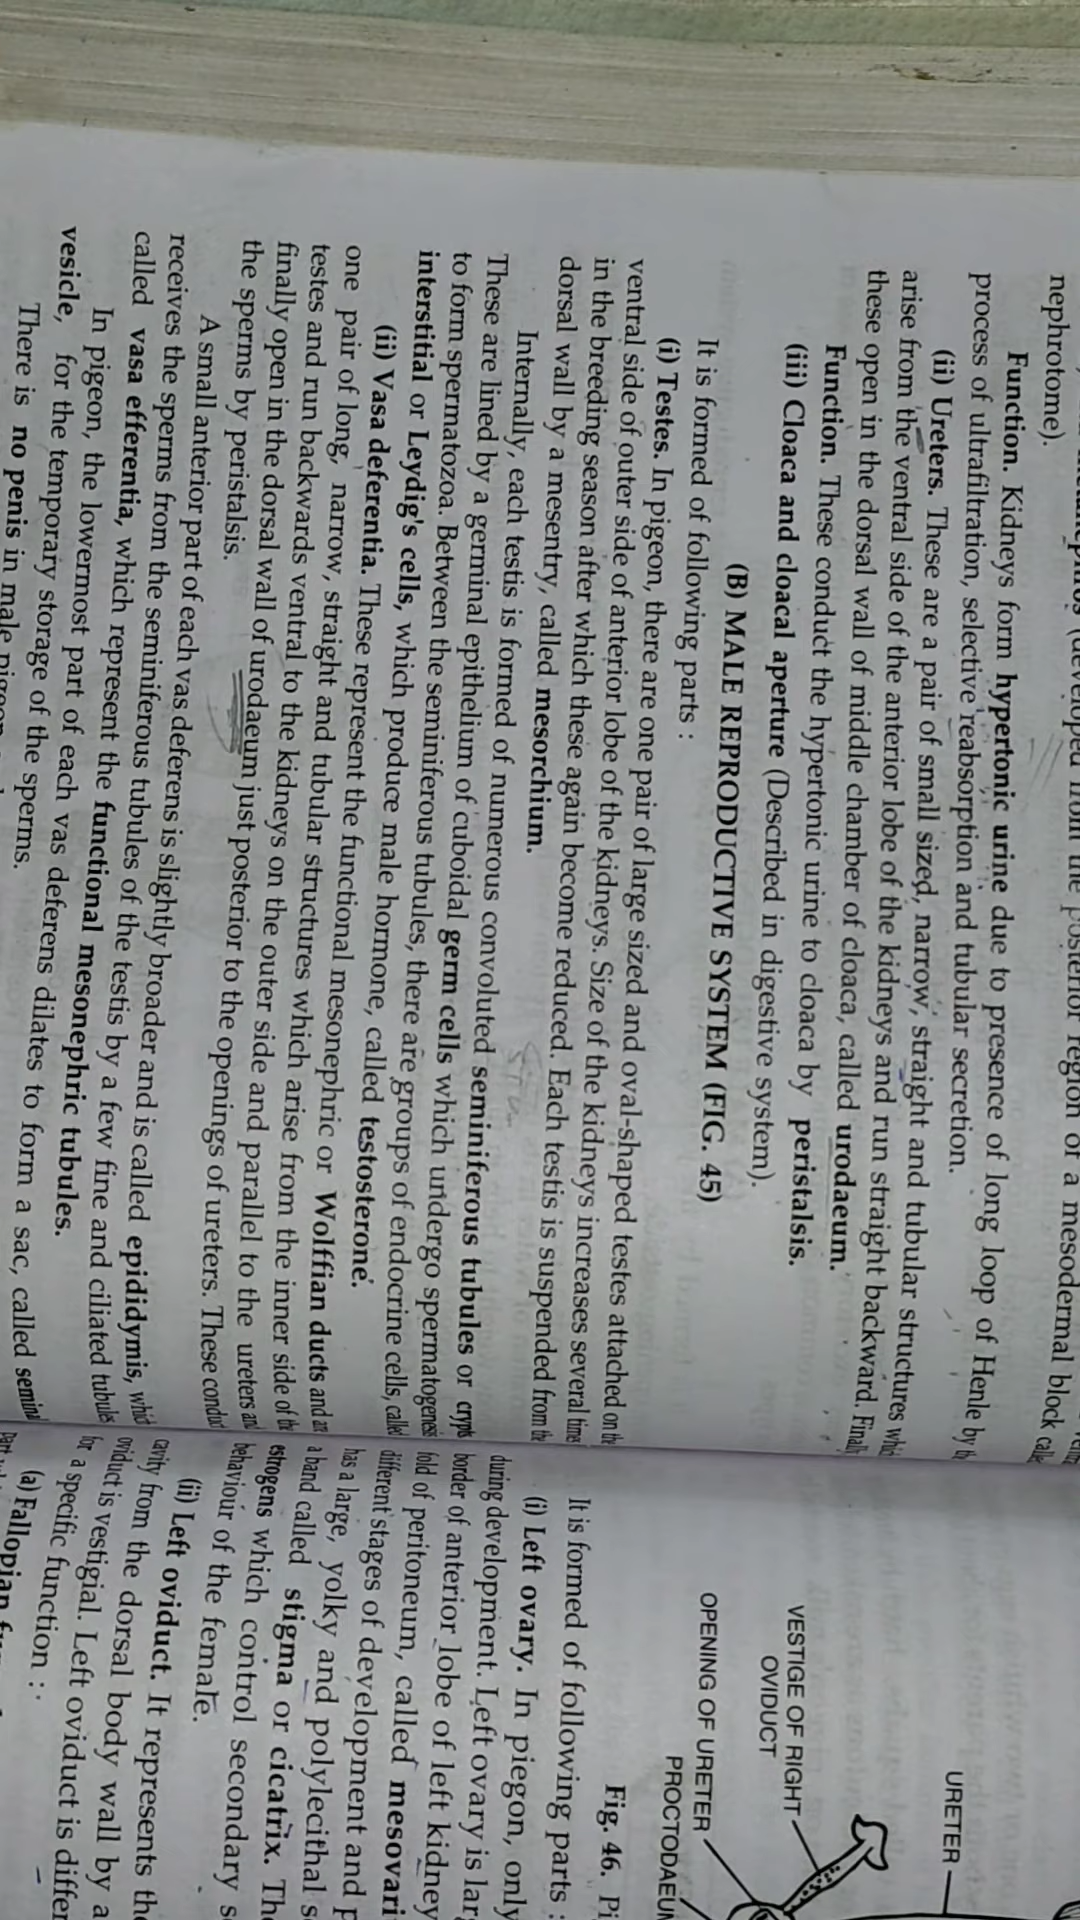 nephrotome).
Function. Kidneys form hypertonic urine due to presence of long loop of Henle by
process of ultrafiltration, selective reabsorption and tubular secretion.
(ii) Ureters. These are a pair of small sized, narrow, straight and tubular structures
arise from the ventral side of the anterior lobe of the kidneys and run straight backward. Finally
these open in the dorsal wall of middle chamber of cloaca, called urodaeum.
Function. These conduct the hypertonic urine to cloaca by peristalsis.
(iii) Cloaca and cloacal aperture (Described in digestive system).
(B) MALE REPRODUCTIVE SYSTEM (FIG. 45)
It is formed of following parts :
(i) Testes. In pigeon, there are one pair of large sized and oval-shaped testes attached on the
ventral side of outer side of anterior lobe of the kidneys. Size of the kidneys increases several times
in the breeding season after which these again become reduced. Each testis is suspended from the
dorsal wall by a mesentry, called mesorchium.
Internally, each testis is formed of numerous convoluted seminiferous tubules or crypts
These are lined by a germinal epithelium of cuboidal germ cells which undergo spermatogenesis
to form spermatozoa. Between the seminiferous tubules, there are groups of endocrine cells, called
interstitial or Leydig's cells, which produce male hormone, called testosterone.
(ii) Vasa deferentia. These represent the functional mesonephric or Wolffian ducts and are
one pair of long, narrow, straight and tubular structures which arise from the inner side of the
testes and run backwards ventral to the kidneys on the outer side and parallel to the ureters and
finally open in the dorsal wall of urodaeum just posterior to the openings of ureters. These conduct
the sperms by peristalsis.
A small anterior part of each vas deferens is slightly broader and is called epididymis, which
receives the sperms from the seminiferous tubules of the testis by a few fine and ciliated tubules
called vasa efferentia, which represent the functional mesonephric tubules.
In pigeon, the lowermost part of each vas deferens dilates to form a sac, called seminal
vesicle, for the temporary storage of the sperms.
There is no penis in male
URETER
VESTIGE OF RIGHT
OVIDUCT
OPENING OF URETER
PROCTODAEUM
Fig. 46.
It is formed of following parts :
(i) Left ovary. In piegon, only
during development. Left ovary is
border of anterior lobe of left kidney
fold of peritoneum, called
different stages of development and
has a large, yolky and polylecithal
a band called stigma or cicatrix.
estrogens which control secondary
behaviour of the female.
(ii) Left oviduct. It represents
cavity from the dorsal body wall by a
oviduct is vestigial. Left oviduct is
for a specific function :
(a) Fallopian